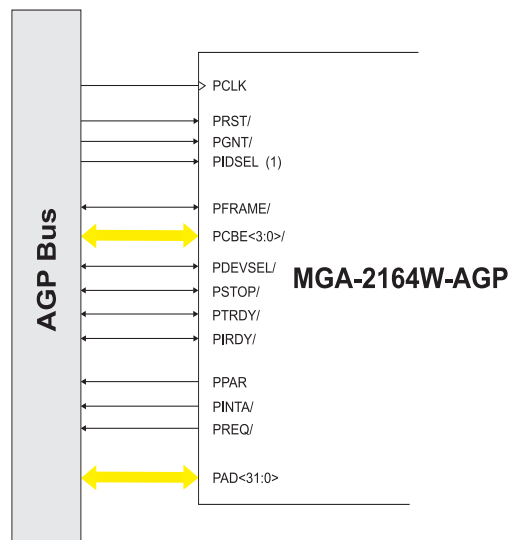 AGP Bus
PCLK
PRST/
PGNT/
PIDSEL (1)
PFRAME/
PCBE<3:0>/
PDEVSEL/
PSTOP/
PTRDY/
PIRDY/
MGA-2164W-AGP
PPAR
PINTA/
PREQ/
PAD<31:0>